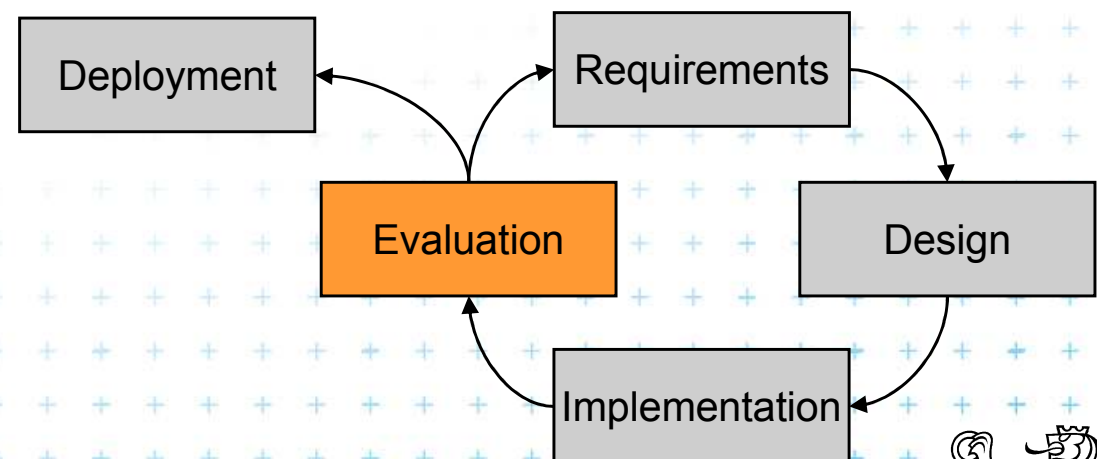 Deployment
Requirements
Evaluation
Design
Implementation